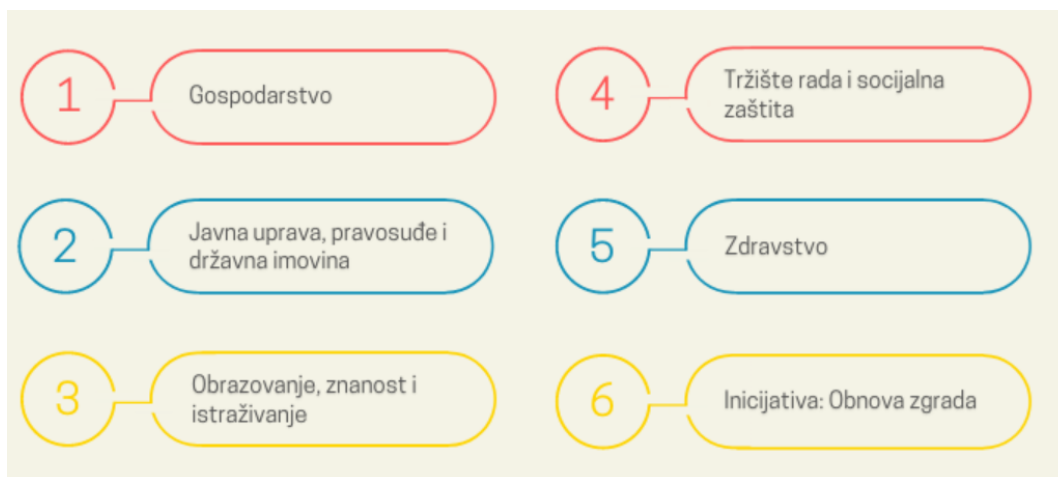 1
Gospodarstvo
2
Javna uprava, pravosuđe i
državna imovina
3
Obrazovanje, znanost i
istraživanje
4
Tržište rada i socijalna
zaštita
5
Zdravstvo
6
Inicijativa: Obnova zgrada